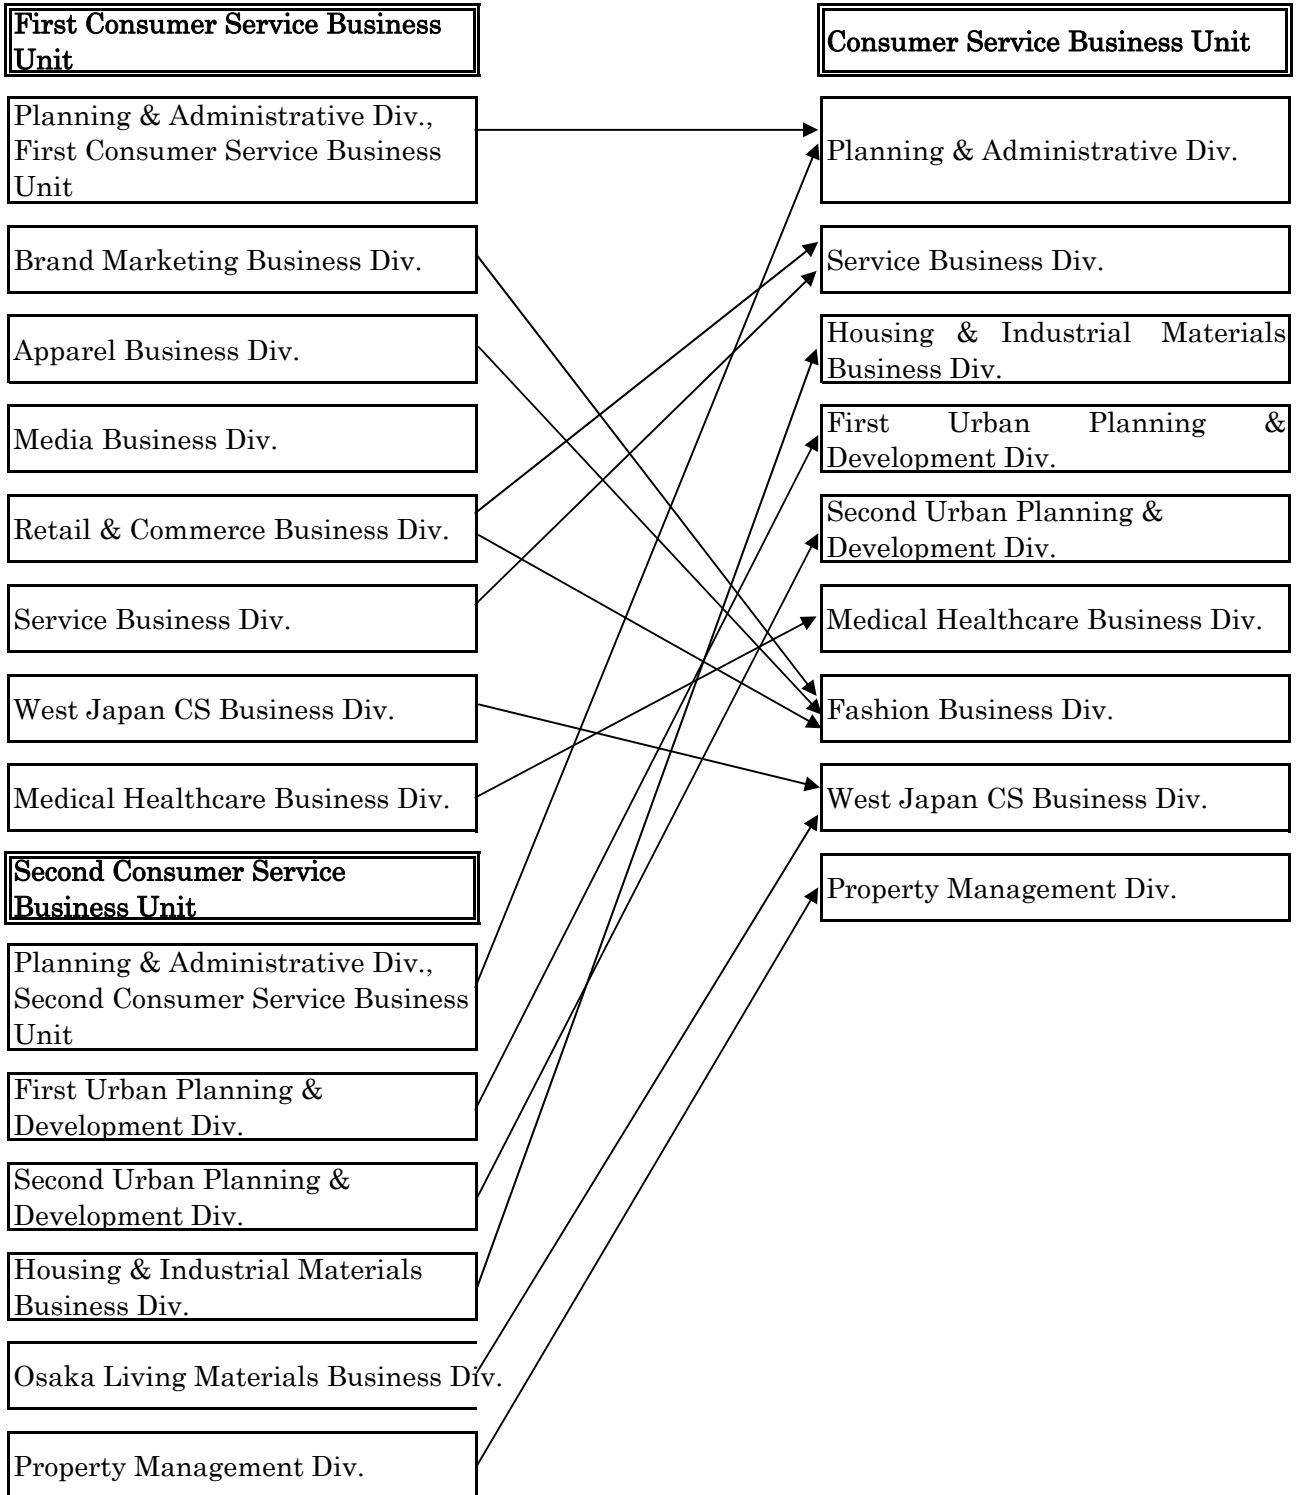 First Consumer Service Business
Unit
Planning & Administrative Div.,
First Consumer Service Business
Unit
Brand Marketing Business Div.
Apparel Business Div.
Media Business Div.
Retail & Commerce Business Div.
Service Business Div.
West Japan CS Business Div.
Medical Healthcare Business Div.
Second Consumer Service
Business Unit
Planning & Administrative Div.,
Second Consumer Service Business
Unit
First Urban Planning &
Development Div.
Second Urban Planning &
Development Div.
Housing & Industrial Materials
Business Div.
Osaka Living Materials Business Div.
Property Management Div.
Consumer Service Business Unit
Planning & Administrative Div.
Service Business Div.
Housing & Industrial Materials
Business Div.
First Urban Planning &
Development Div.
Second Urban Planning &
Development Div.
Medical Healthcare Business Div.
Fashion Business Div.
West Japan CS Business Div.
Property Management Div.